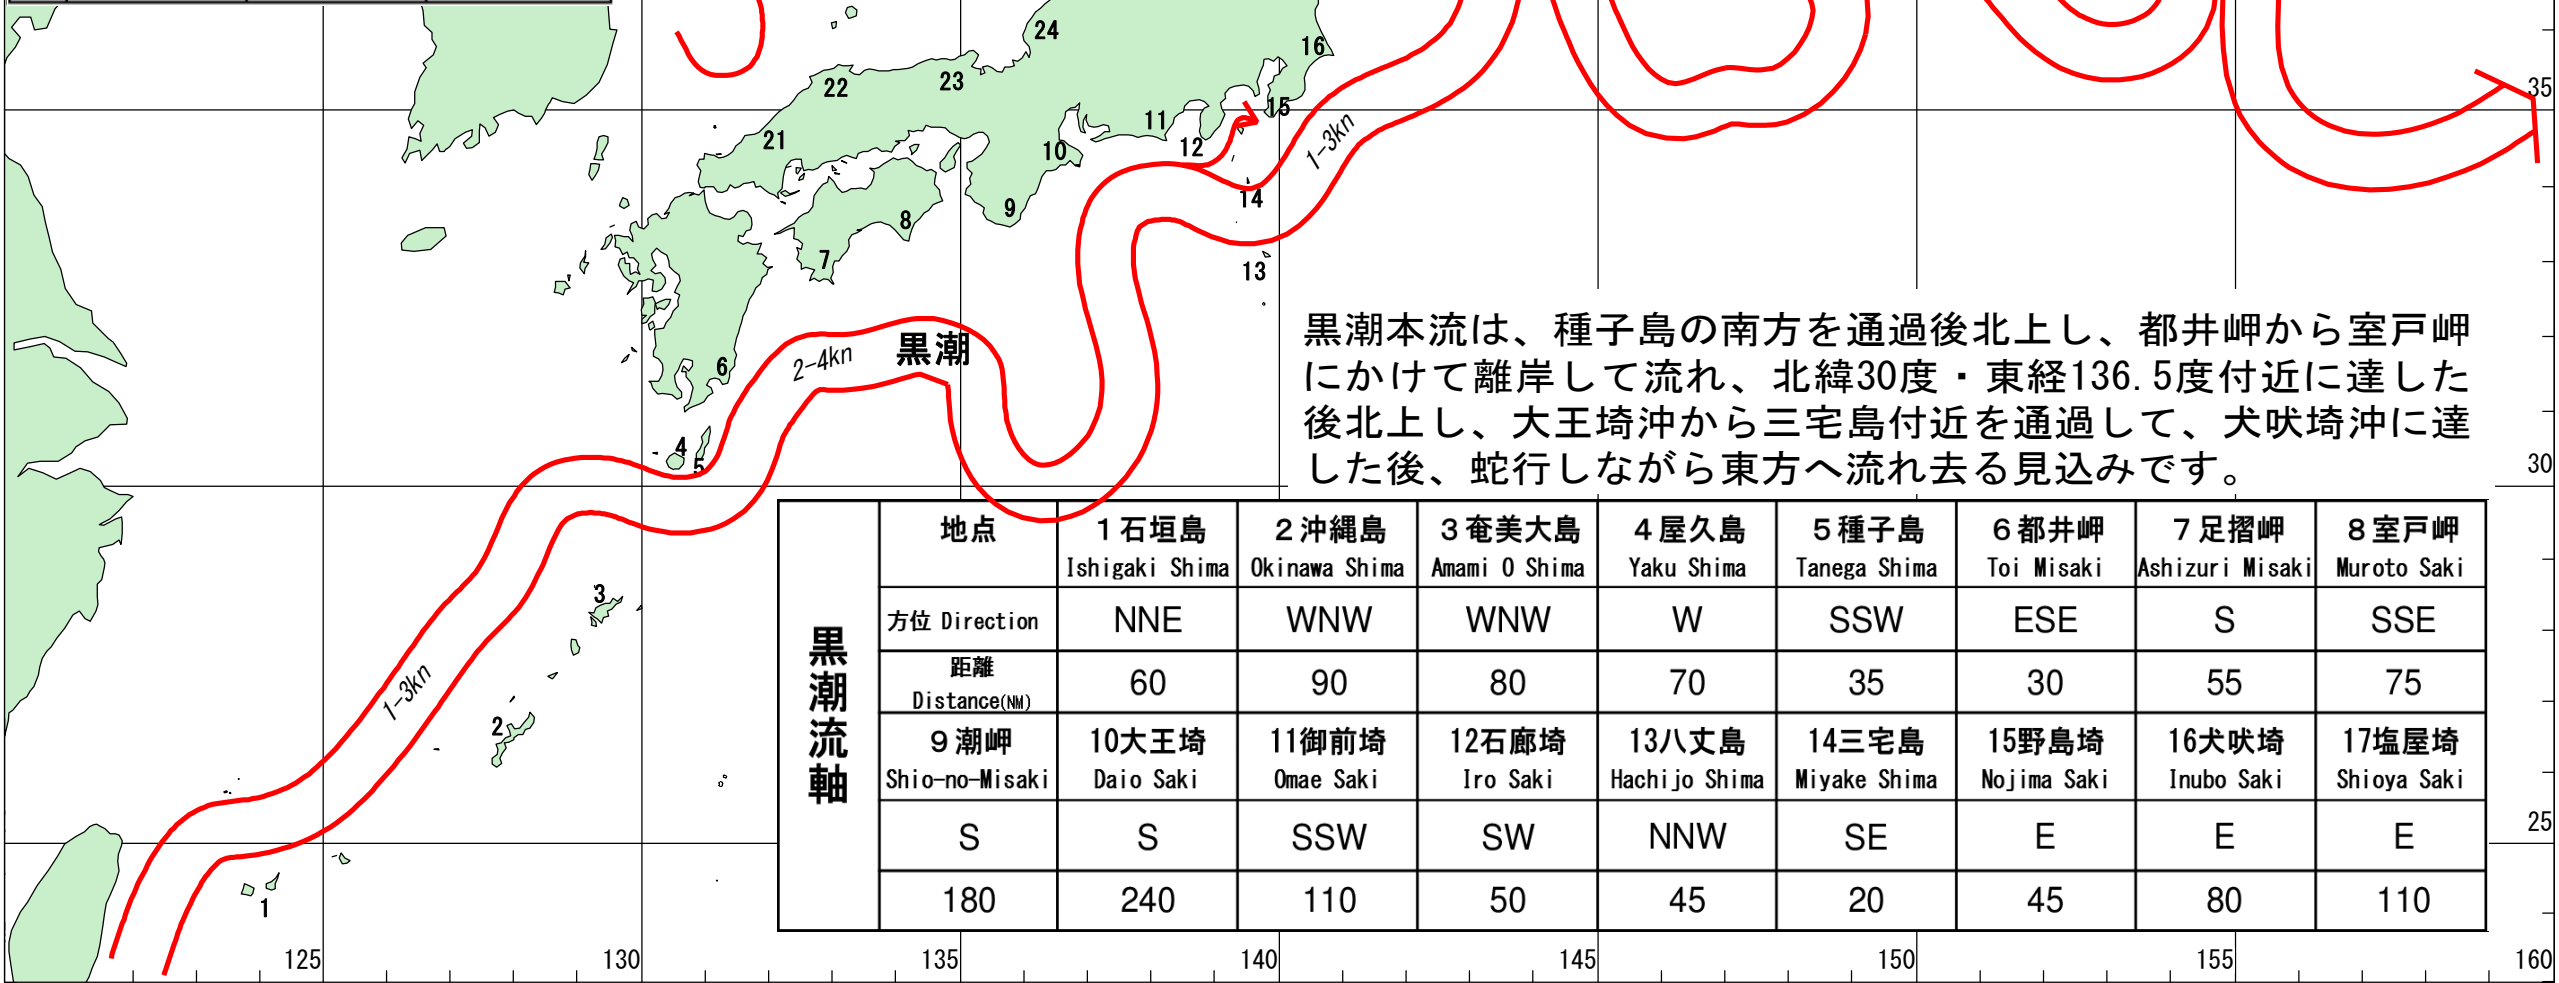 24
16
22
23
35
21
11
15
10
12
1-3kn
14
9
8
7
13
黒潮本流は、種子島の南方を通過後北上し、都井岬から室戸岬
にかけて離岸して流れ、北緯30度・東経136.5度付近に達した
後北上し、大王埼沖から三宅島付近を通過して、犬吠埼沖に達
した後、蛇行しながら東方へ流れ去る見込みです。
黒潮
2-4kn
6
4
5
30
3
1-3kn
2
1
25
黒潮流軸
地点 1石垣島 2沖縄島 3奄美大島 4屋久島 5種子島 6都井岬 7足摺岬 8室戸岬
Ishigaki Shima Okinawa Shima Amami O Shima Yaku Shima Tanega Shima Toi Misaki Ashizuri Misaki Muroto Saki
方位 Direction NNE WNW WNW W SSW ESE S SSE
距離
Distance(NM) 60 90 80 70 35 30 55 75
9潮岬 10大王埼 11御前埼 12石廊埼 13八丈島 14三宅島 15野島埼 16犬吠埼 17塩屋埼
Shio-no-Misaki Daio Saki Omae Saki Iro Saki Hachijo Shima Miyake Shima Nojima Saki Inubo Saki Shioya Saki
S S SSW SW NNW SE E E E
180 240 110 50 45 20 45 80 110
125 130 135 140 145 150 155 160